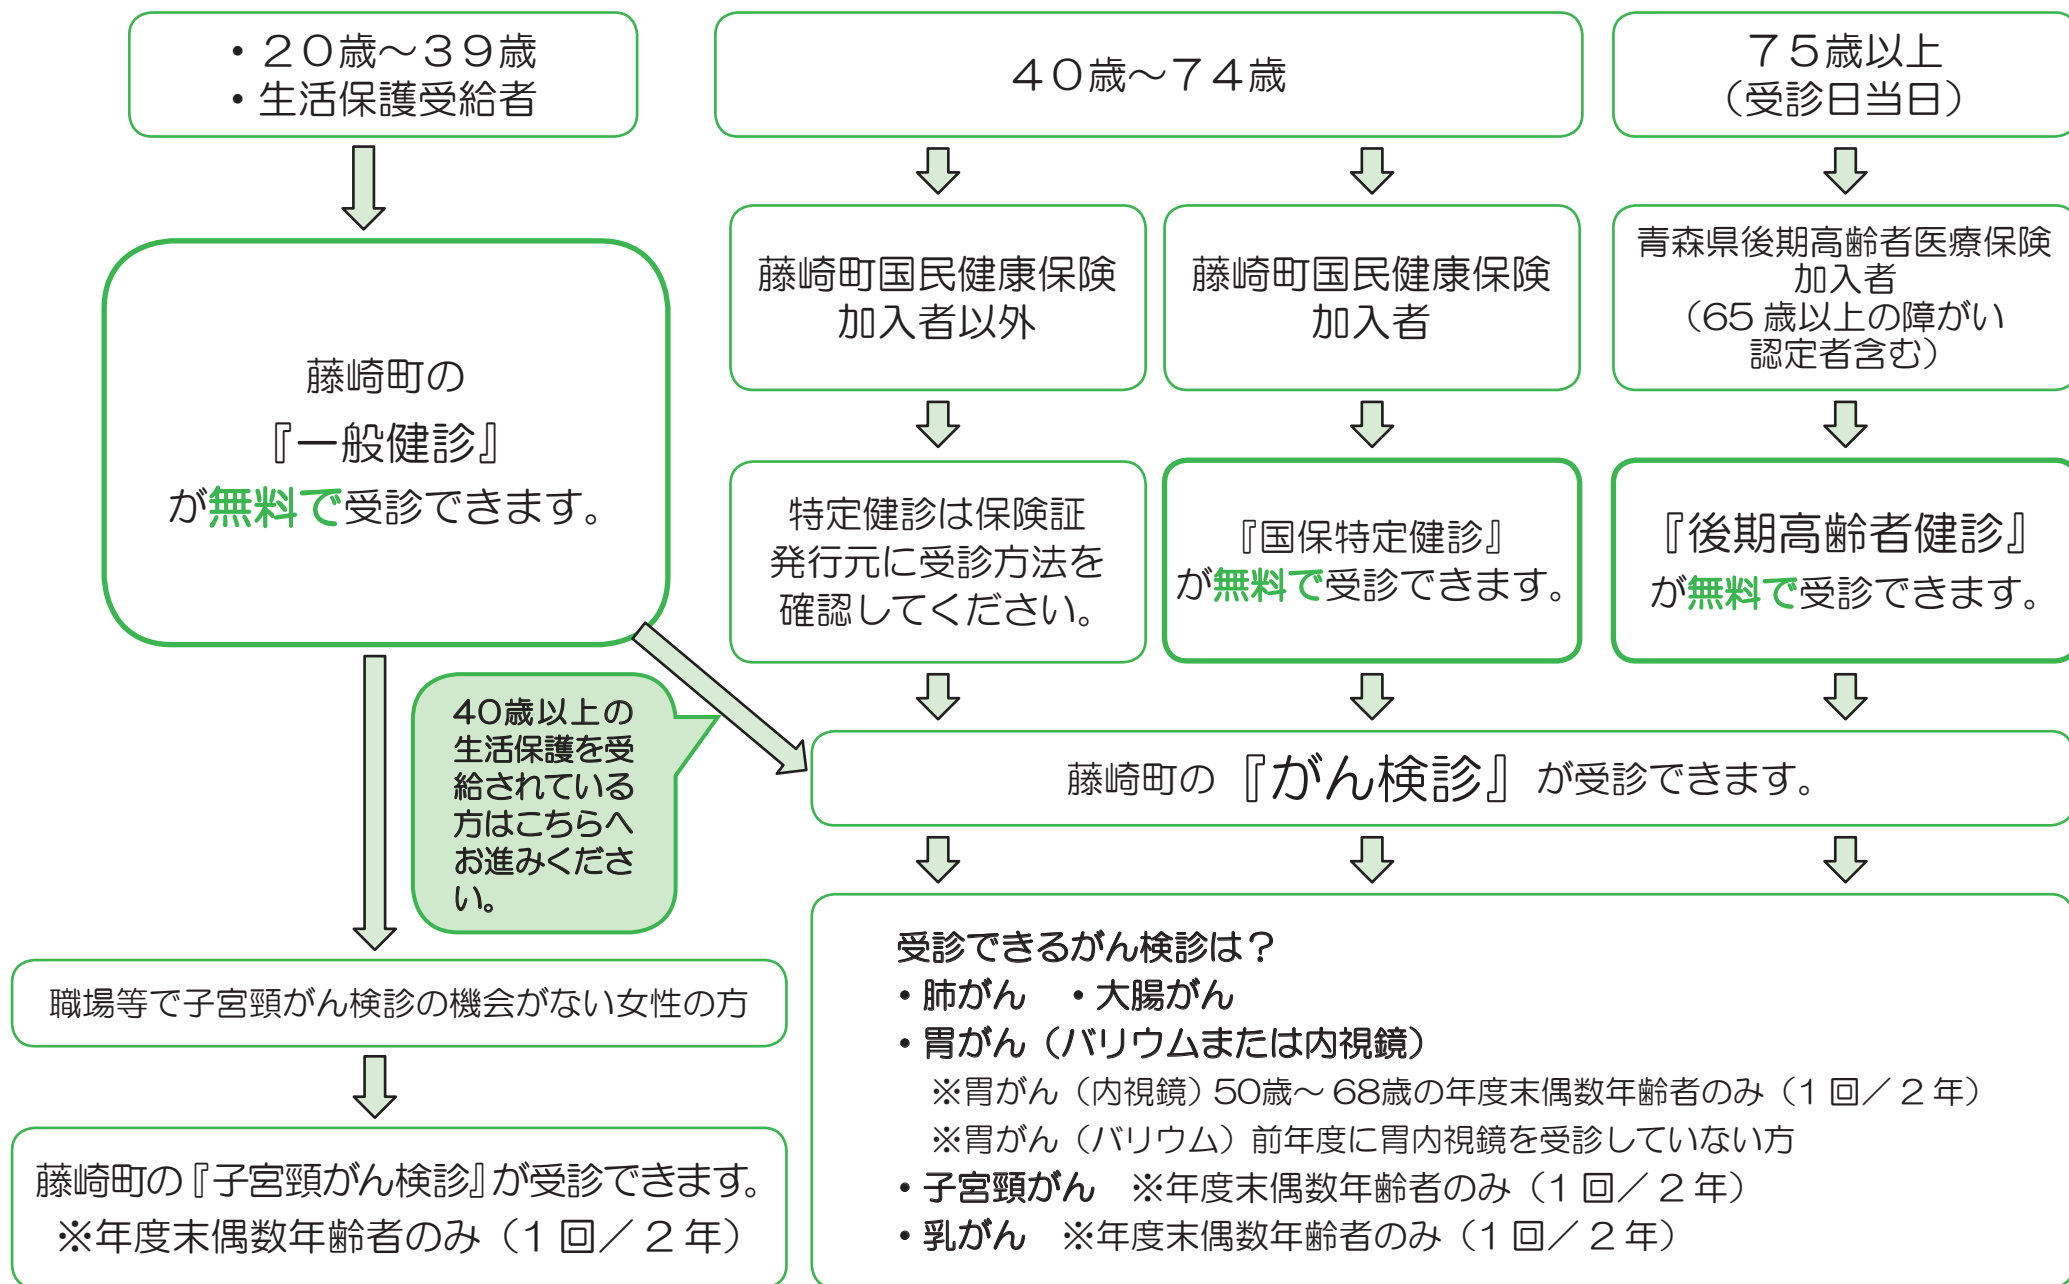 ・２０歳～３９歳
・生活保護受給者
４０歳～７４歳
７５歳以上
（受診日当日）
藤崎町の
『一般健診』
が無料で受診できます。
藤崎町国民健康保険
加入者以外
藤崎町国民健康保険
加入者
青森県後期高齢者医療保険
加入者
（65 歳以上の障がい
認定者含む）
特定健診は保険証
発行元に受診方法を
確認してください。
『国保特定健診』
が無料で受診できます。
『後期高齢者健診』
が無料で受診できます。
40歳以上の
生活保護を受
給されている
方はこちらへ
お進みくださ
い。
藤崎町の『がん検診』が受診できます。
職場等で子宮頸がん検診の機会がない女性の方
藤崎町の『子宮頸がん検診』が受診できます。
※年度末偶数年齢者のみ（1 回／ 2 年）
受診できるがん検診は？
・肺がん　・大腸がん
・胃がん（バリウムまたは内視鏡）
※胃がん（内視鏡）50歳～ 68歳の年度末偶数年齢者のみ（1 回／ 2 年）
※胃がん（バリウム）前年度に胃内視鏡を受診していない方
・子宮頸がん　※年度末偶数年齢者のみ（1 回／ 2 年）
・乳がん　※年度末偶数年齢者のみ（1 回／ 2 年）